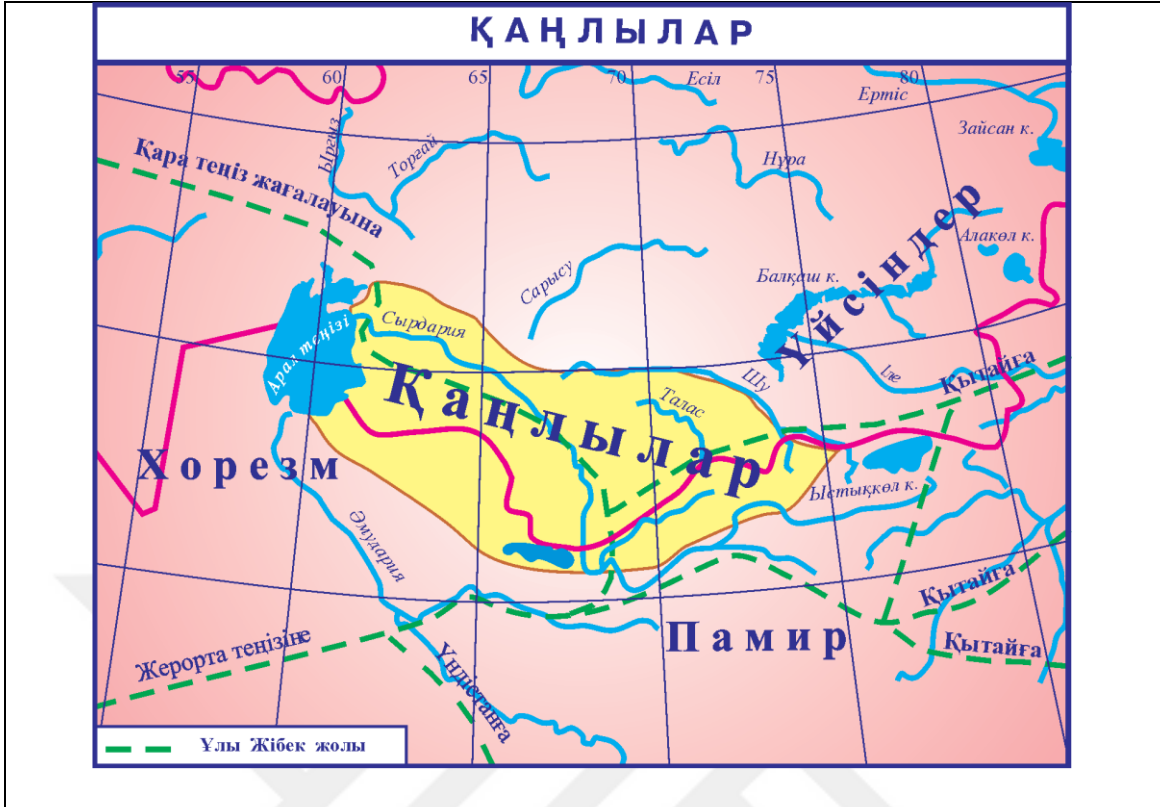 ҚАҢЛЫЛАР
55
60
65
70
75
80
Есіл
Ертіс
Зайсан к.
Ырғыз
Торғай
Нұра
Қара теңіз жағалауына
Үйсіндер
Алакөл к.
Балқаш к.
Сарысу
Арал теңізі
Сырдария
Шу
Іле
Қытайға
Талас
Қаңлылар
Хорезм
Ыстықкөл к.
Әмудария
Қытайға
Памир
Қытайға
Жерорта теңізіне
Үндістанға
Ұлы Жібек жолы